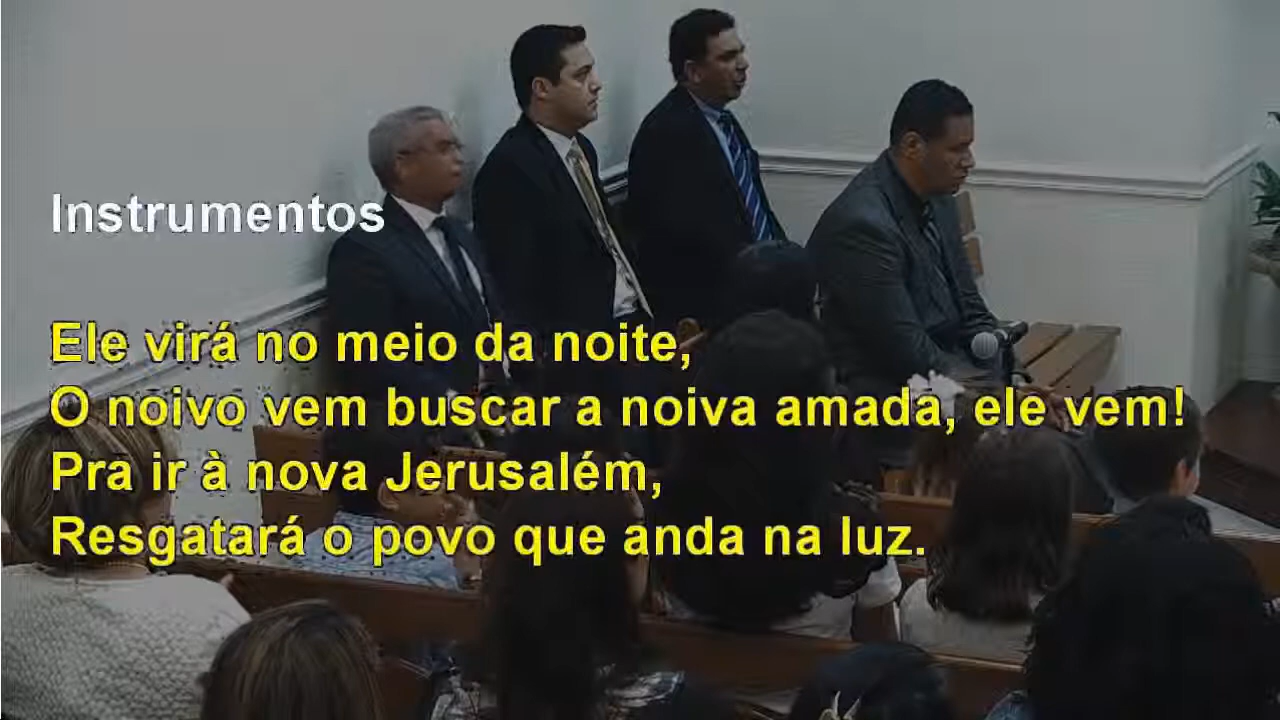 Instrumentos
Ele virá no meio da noite,
O noivo vem buscar a noiva amada, ele vem!
Pra ir à nova Jerusalém,
Resgatará o povo que anda na luz.